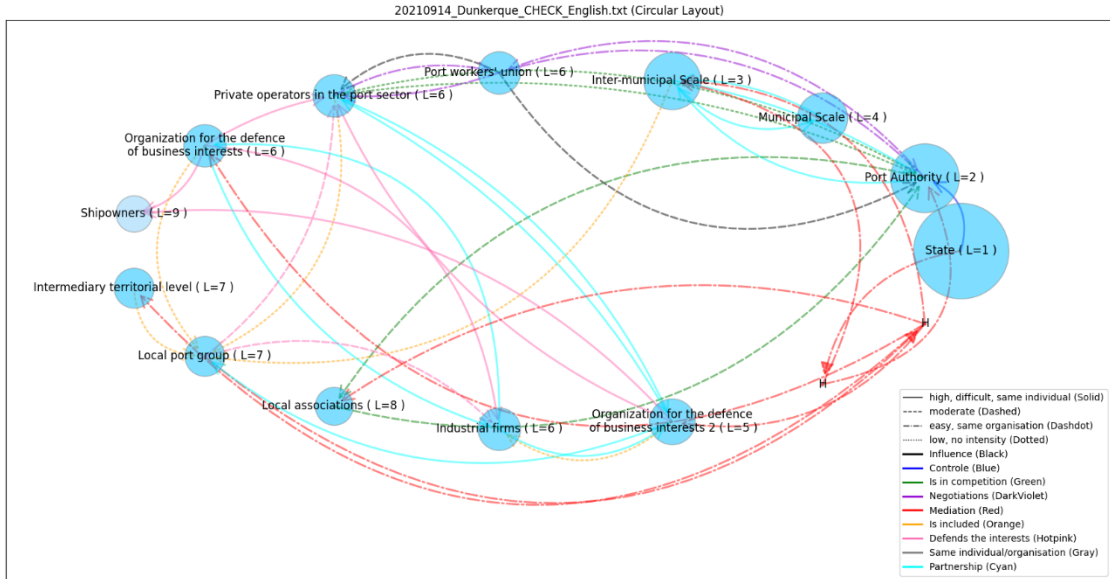 20210914_Dunkerque_CHECK_English.txt (Circular Layout)
Port workers' union ( L=6 )
Inter-municipal Scale ( L=3 )
Private operators in the port sector ( L=6 )
Municipal Scale ( L=4 )
Organization for the defence
of business interests ( L=6 )
Port Authority ( L=2 )
Shipowners ( L=9 )
State ( L=1 )
Intermediary territorial level ( L=7 )
H
Local port group ( L=7 )
H
Local associations ( L=8 )
Industrial firms ( L=6 )
Organization for the defence
of business interests 2 ( L=5 )
high, difficult, same individual (Solid)
moderate (Dashed)
easy, same organisation (Dashdot)
low, no intensity (Dotted)
Influence (Black)
Controle (Blue)
Is in competition (Green)
Negotiations (DarkViolet)
Mediation (Red)
Is included (Orange)
Defends the interests (Hotpink)
Same individual/organisation (Gray)
Partnership (Cyan)